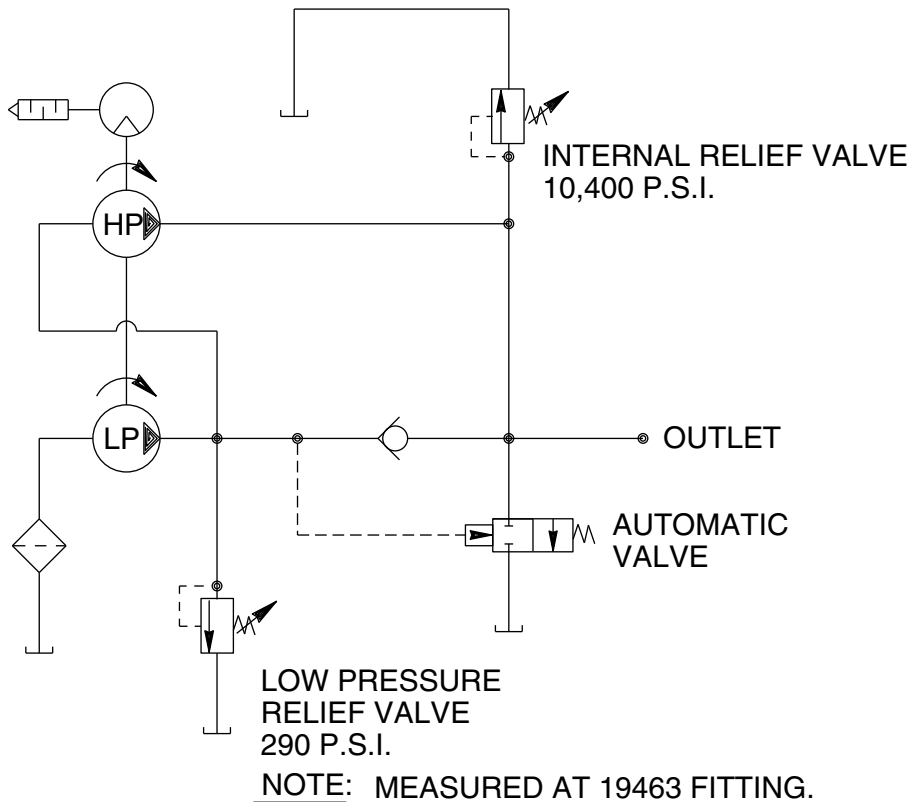 INTERNAL RELIEF VALVE
10,400 P.S.I.
HP
LP
OUTLET
AUTOMATIC
VALVE
LOW PRESSURE
RELIEF VALVE
290 P.S.I.
NOTE: MEASURED AT 19463 FITTING.